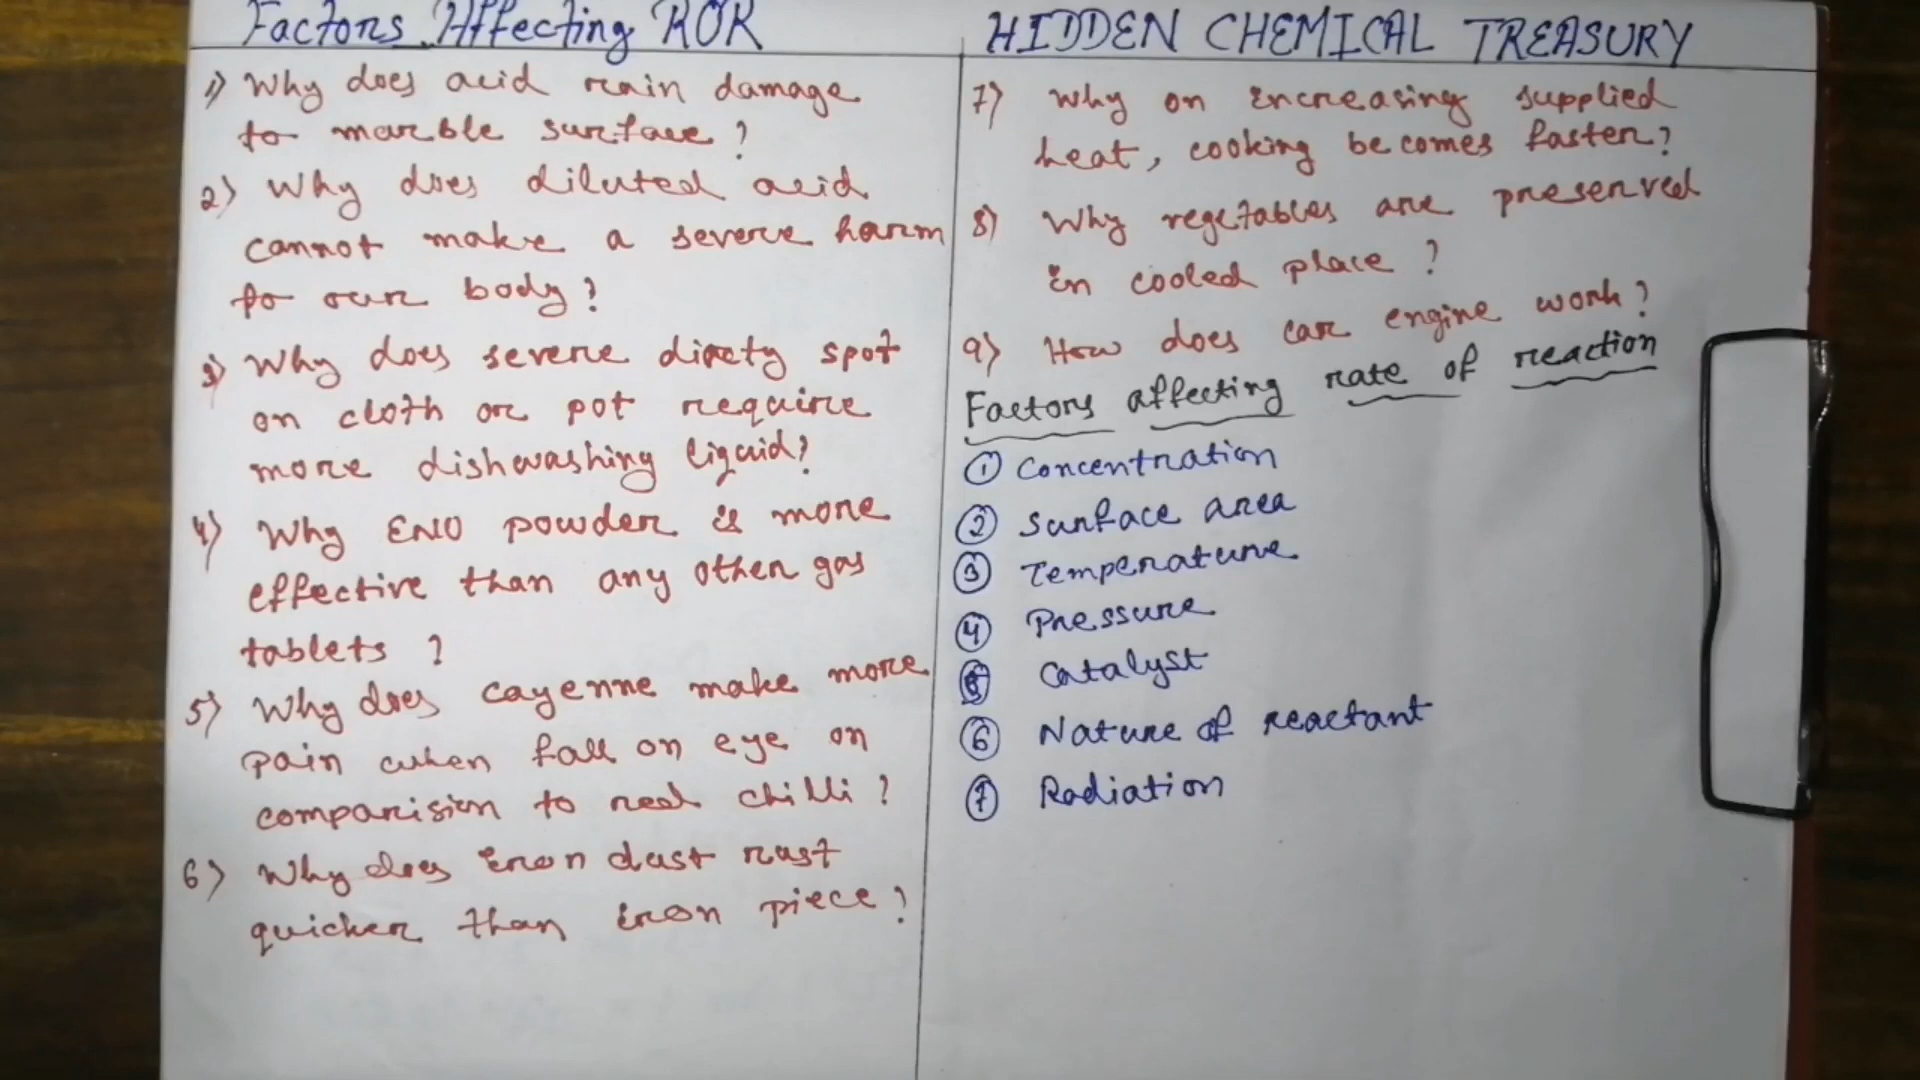 Factors Affecting ROR
1) Why does acid rain damage
to marble surface?
2) Why does diluted acid
cannot make a severe harm
to our body?
3) Why does severe dirty spot
on cloth or pot require
more dishwashing liquid?
4) Why ENO powder is more
effective than any other gas
tablets ?
5) Why does cayenne make more
pain when fall on eye on
comparision to red chilli ?
6) Why does iron dust rust
quicker than iron piece?
HIDDEN CHEMICAL TREASURY
7) Why on increasing supplied
heat, cooking becomes faster?
8) Why vegetables are preserved
in cooled place ?
9) How does car engine work?
Factors affecting rate of reaction
① Concentration
② Surface area
③ Temperature
④ Pressure
⑤ Catalyst
⑥ Nature of reactant
⑦ Radiation